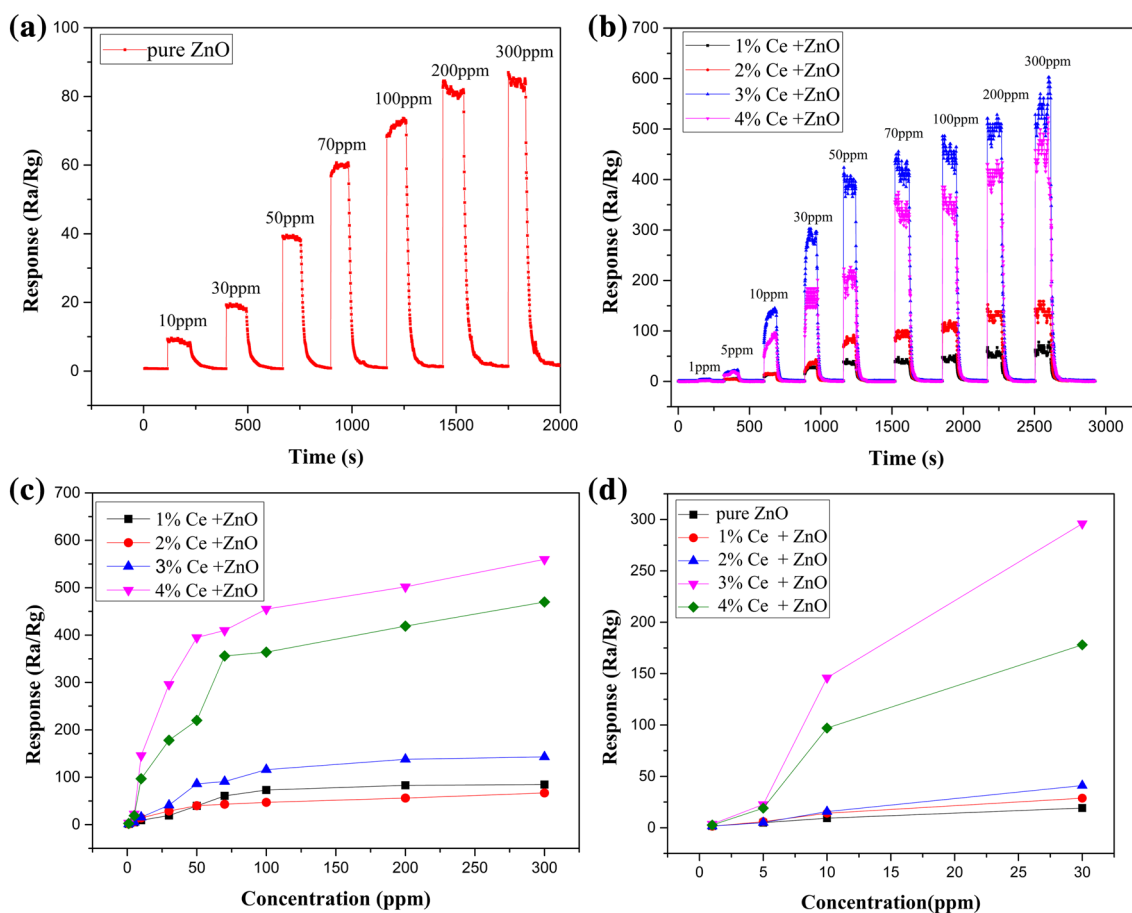 (a)
pure ZnO
10ppm
30ppm
50ppm
70ppm
100ppm
200ppm
300ppm
100
80
60
40
20
0
Response (Ra/Rg)
0
500
1000
1500
2000
Time (s)
(b)
1% Ce +ZnO
2% Ce +ZnO
3% Ce +ZnO
4% Ce +ZnO
1ppm
5ppm
10ppm
30ppm
50ppm
70ppm
100ppm
200ppm
300ppm
700
600
500
400
300
200
100
0
Response (Ra/Rg)
0
500
1000
1500
2000
2500
3000
Time (s)
(c)
1% Ce +ZnO
2% Ce +ZnO
3% Ce +ZnO
4% Ce +ZnO
700
600
500
400
300
200
100
0
Response (Ra/Rg)
0
50
100
150
200
250
300
Concentration (ppm)
(d)
pure ZnO
1% Ce + ZnO
2% Ce + ZnO
3% Ce + ZnO
4% Ce + ZnO
300
250
200
150
100
50
0
Response (Ra/Rg)
0
5
10
15
20
25
30
Concentration(ppm)